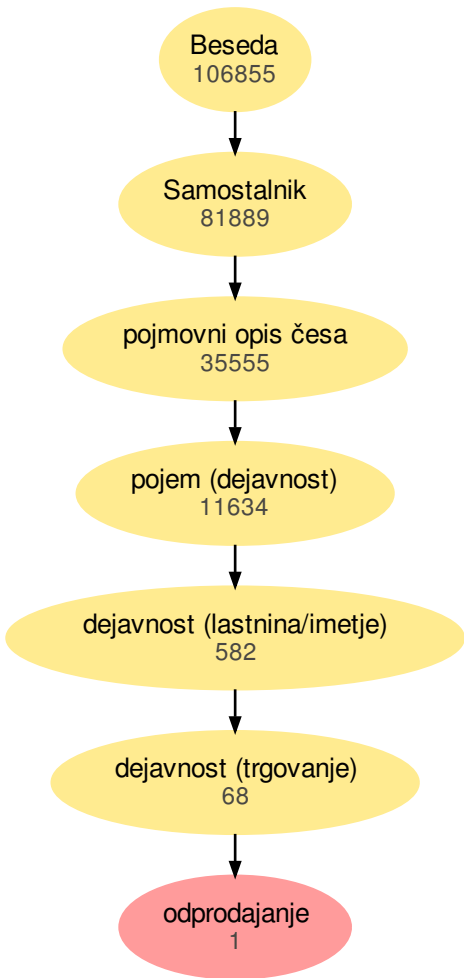 Beseda
106855
Samostalnik
81889
pojmovni opis česa
35555
pojem (dejavnost)
11634
dejavnost (lastnina/imetje)
582
dejavnost (trgovanje)
68
odprodajanje
1